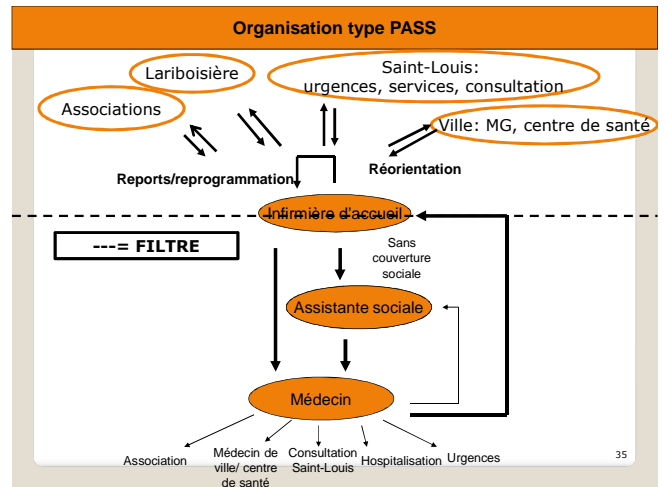 Organisation type PASS
Lariboisière
Saint-Louis:
urgences, services, consultation
Associations
Ville: MG, centre de santé
Reports/reprogrammation
Réorientation
Infirmière d'accueil
---= FILTRE
Sans
couverture
sociale
Assistante sociale
Médecin
Association
Médecin de
ville/ centre
de santé
Consultation
Saint-Louis
Hospitalisation
Urgences
35